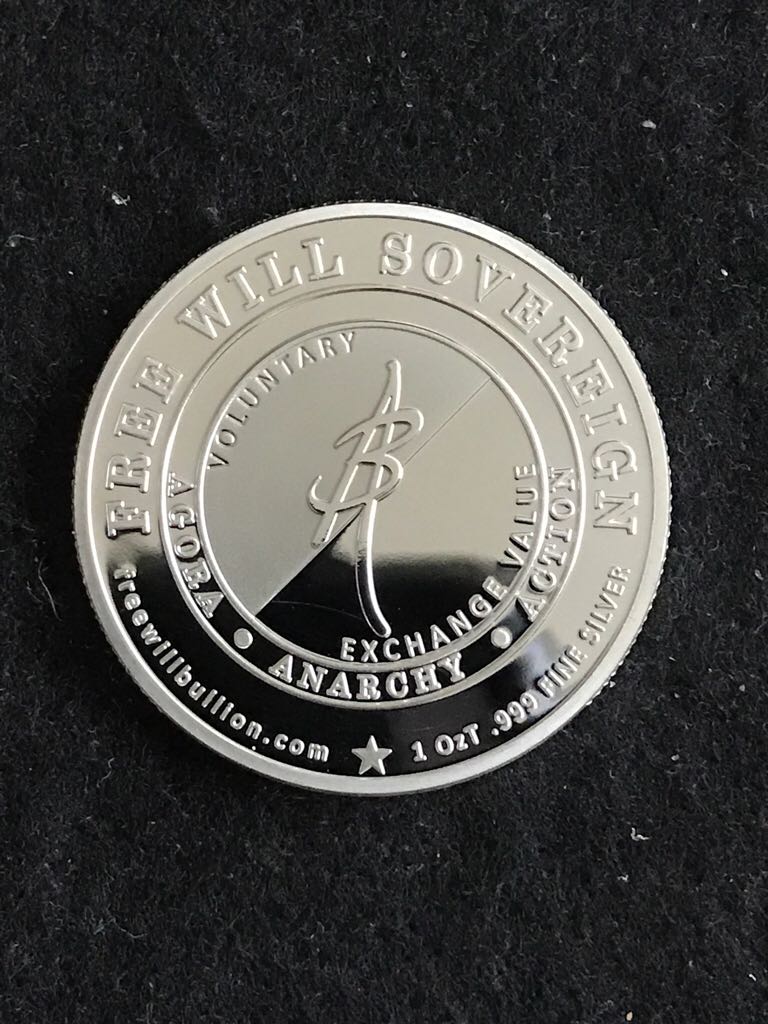 FREE WILL SOVEREIGN
VOLUNTARY
EXCHANGE VALUE
AGORA • ANARCHY • ACTION
freewillbullion.com ★ 1 OzT .999 FINE SILVER